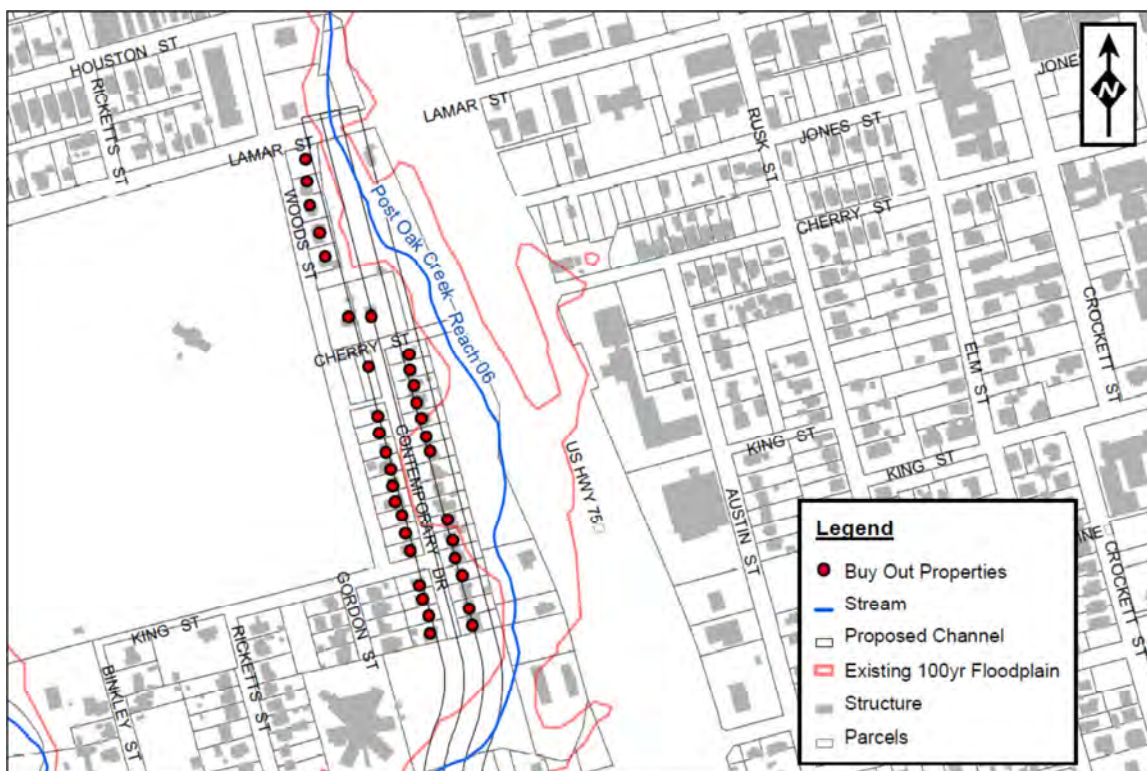 HOUSTON ST
RICKETTS ST
LAMAR ST
LAMAR ST
WOODS ST
Post Oak Creek - Reach 06
RUSK ST
JONES ST
JONES
CHERRY ST
CHERRY ST
CROCKETT ST
ELM ST
CONTEMPORARY DR
US HWY 75
KING ST
KING ST
AUSTIN ST
GORDON ST
KING ST
RICKETTS ST
BINKLEY ST
INE
CROCKETT ST
N
Legend
Buy Out Properties
Stream
Proposed Channel
Existing 100yr Floodplain
Structure
Parcels